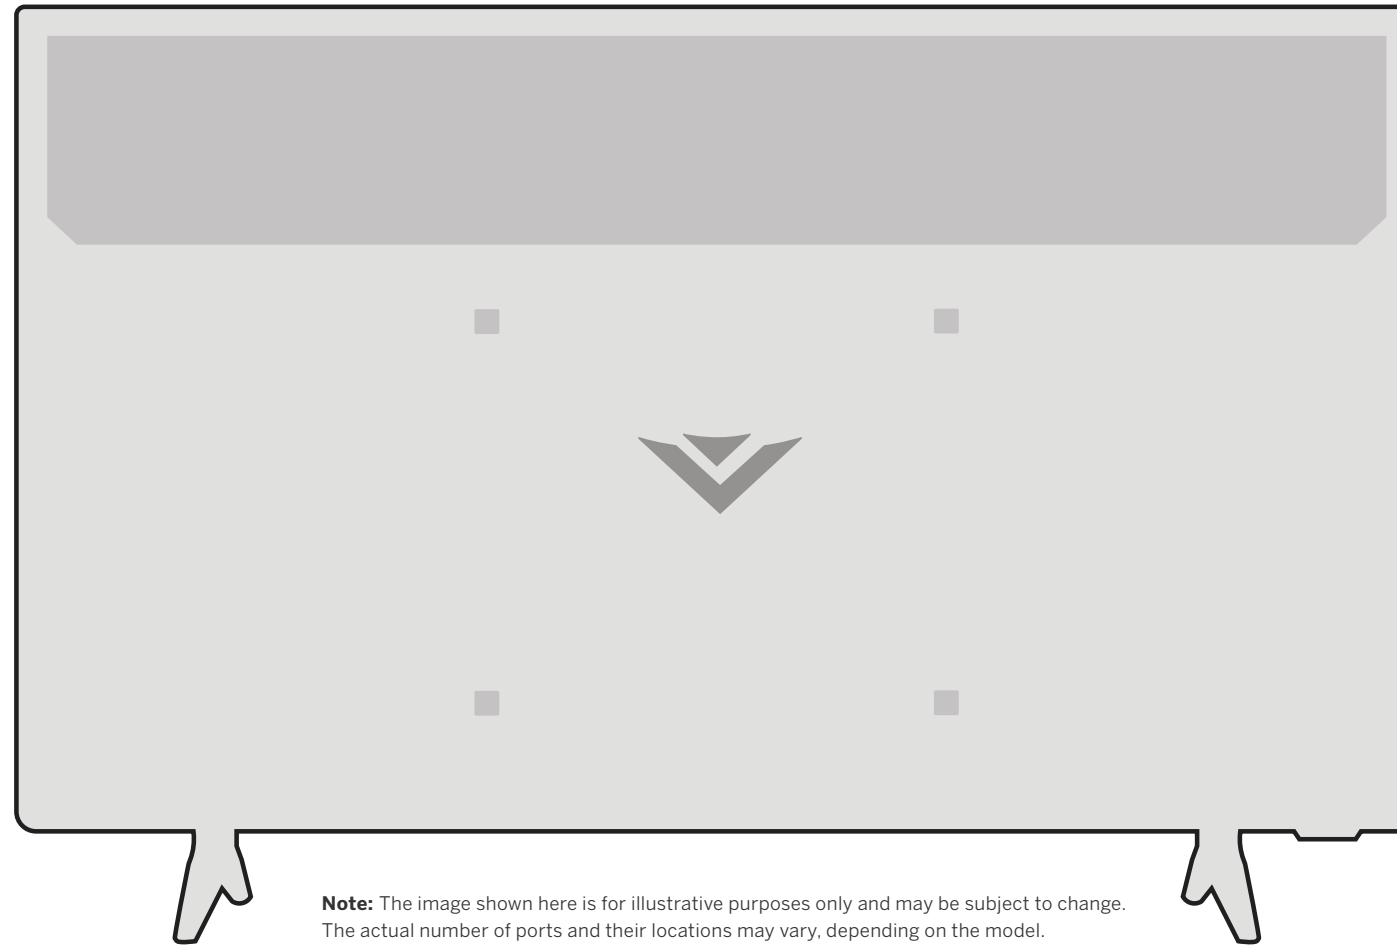 Note: The image shown here is for illustrative purposes only and may be subject to change.
The actual number of ports and their locations may vary, depending on the model.